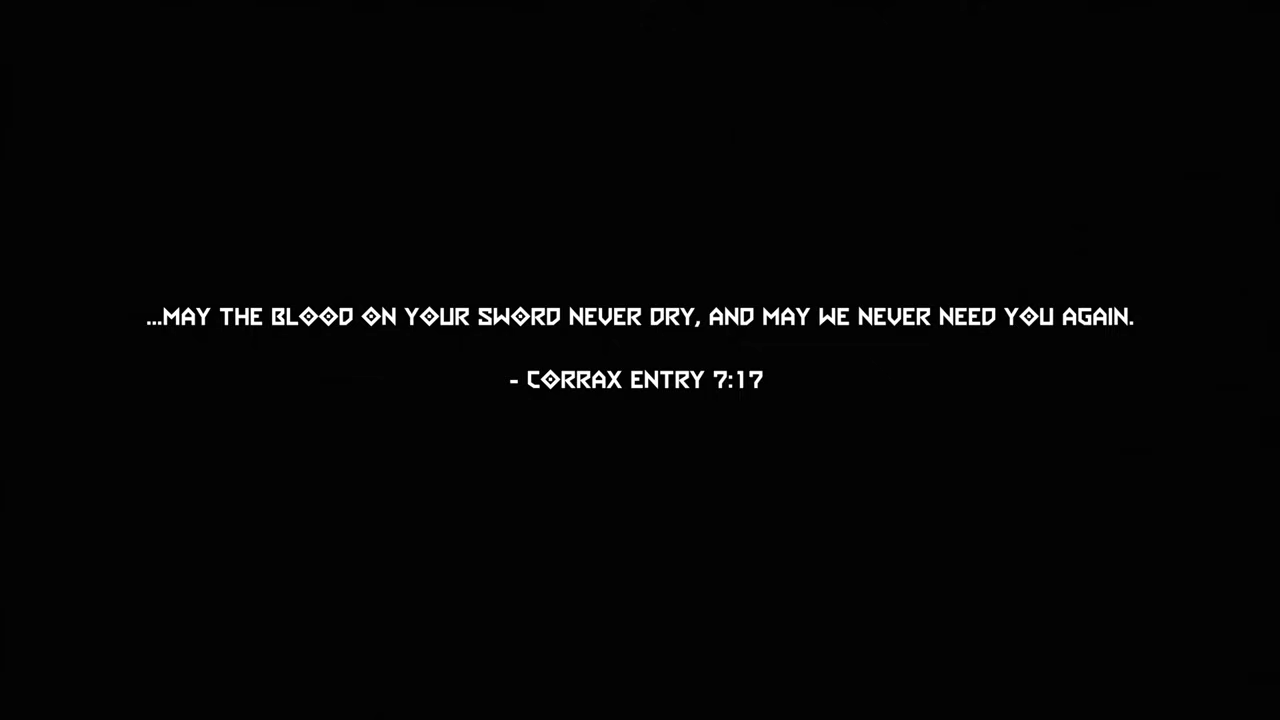 ...MAY THE BLOOD ON YOUR SWORD NEVER DRY, AND MAY WE NEVER NEED YOU AGAIN.
- CORRAX ENTRY 7:17